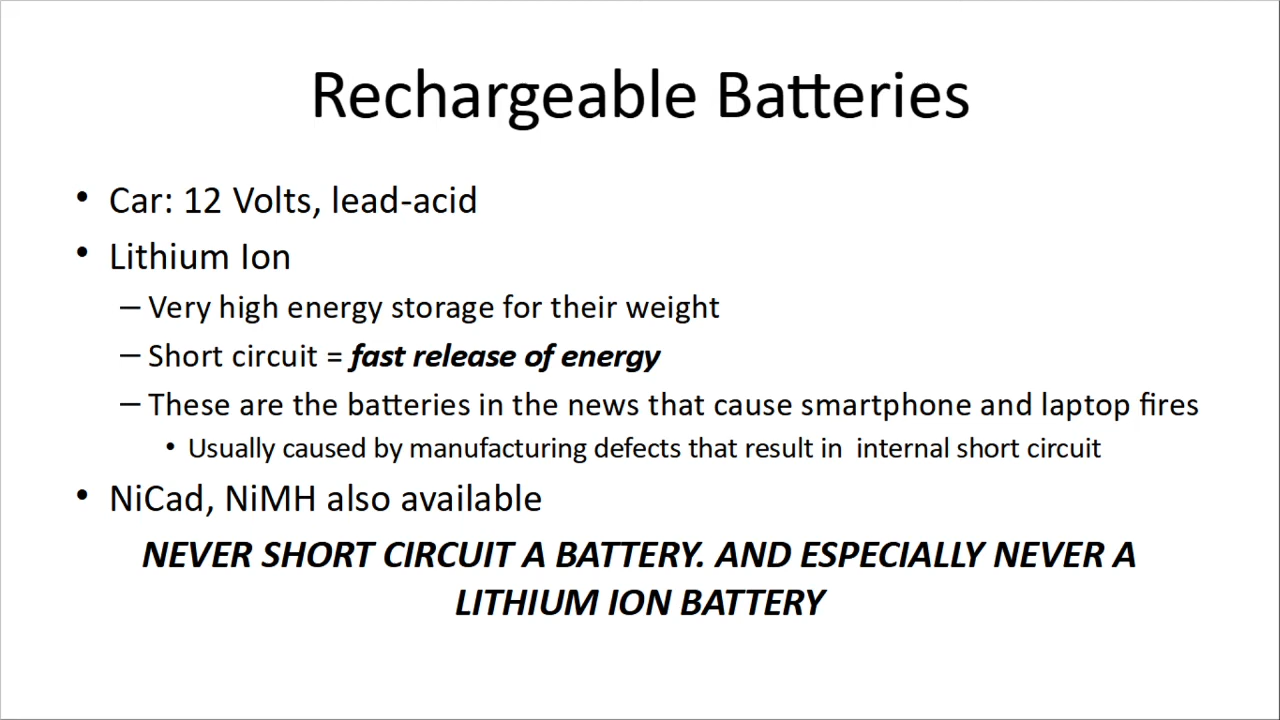 Rechargeable Batteries
• Car: 12 Volts, lead-acid
• Lithium Ion
– Very high energy storage for their weight
– Short circuit = fast release of energy
– These are the batteries in the news that cause smartphone and laptop fires
• Usually caused by manufacturing defects that result in  internal short circuit
• NiCad, NiMH also available
NEVER SHORT CIRCUIT A BATTERY. AND ESPECIALLY NEVER A
LITHIUM ION BATTERY